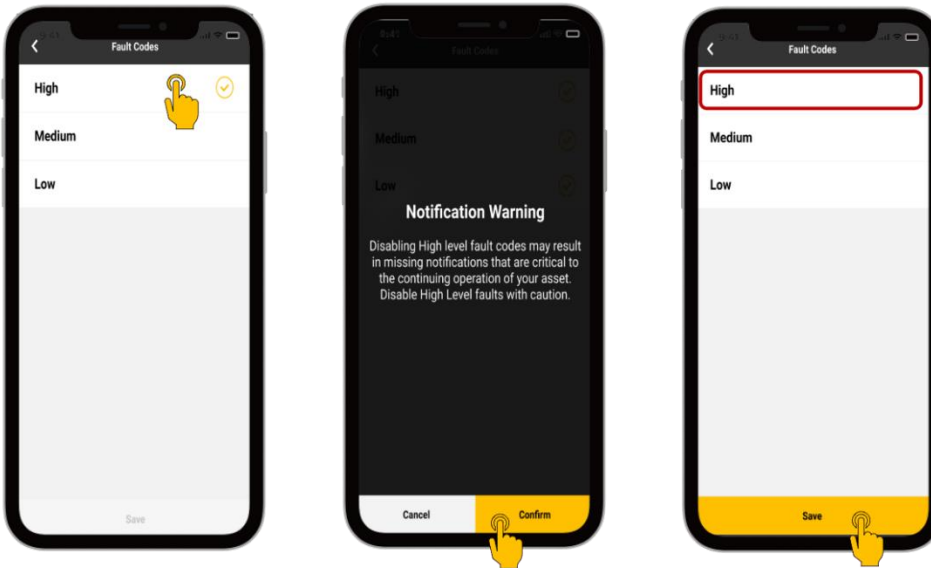 Fault Codes
High
Medium
Low
Save
Fault Codes
High
Medium
Low
Notification Warning
Disabling High level fault codes may result
in missing notifications that are critical to
the continuing operation of your asset.
Disable High Level faults with caution.
Cancel Confirm
9:41
Fault Codes
High
Medium
Low
Save